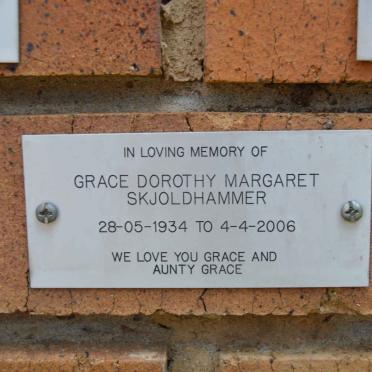 IN LOVING MEMORY OF
GRACE DOROTHY MARGARET
SKJOLDHAMMER
28-05-1934 TO 4-4-2006
WE LOVE YOU GRACE AND
AUNTY GRACE